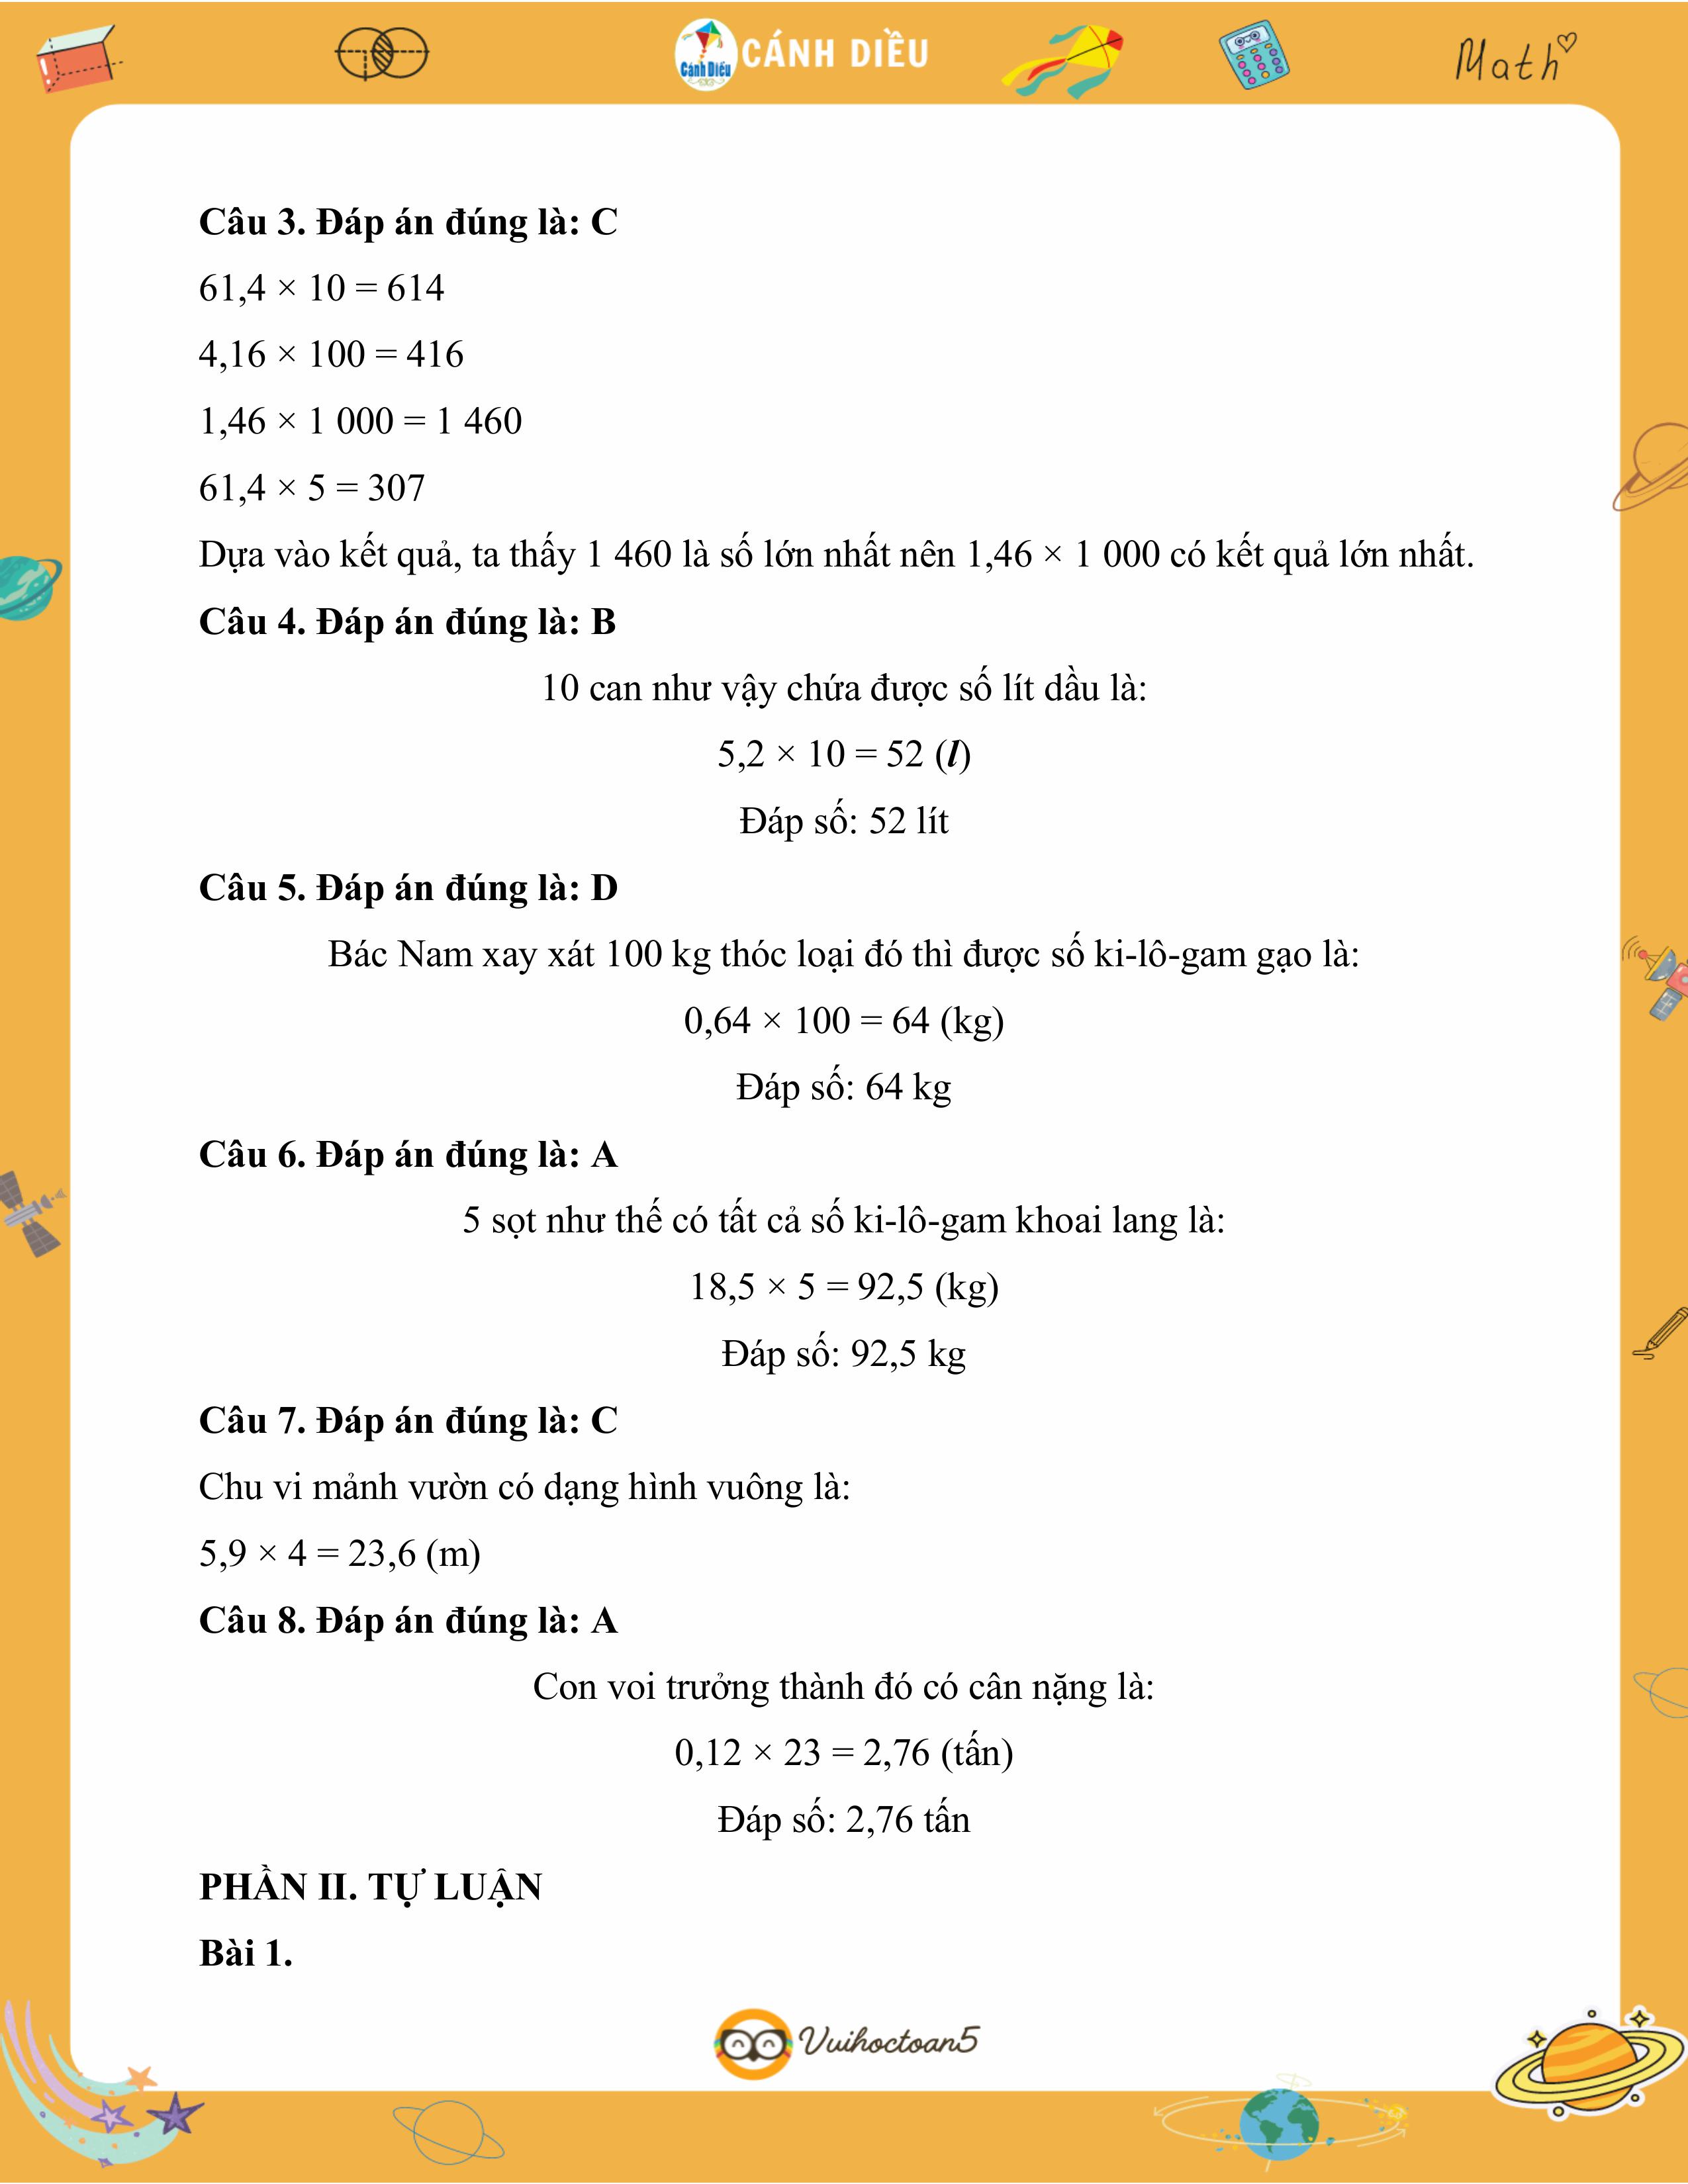 Cánh Diều
CÁNH DIỀU
Math
Câu 3. Đáp án đúng là: C
61,4 × 10 = 614
4,16 × 100 = 416
1,46 × 1 000 = 1 460
61,4 × 5 = 307
Dựa vào kết quả, ta thấy 1 460 là số lớn nhất nên 1,46 × 1 000 có kết quả lớn nhất.
Câu 4. Đáp án đúng là: B
10 can như vậy chứa được số lít dầu là:
5,2 × 10 = 52 (l)
Đáp số: 52 lít
Câu 5. Đáp án đúng là: D
Bác Nam xay xát 100 kg thóc loại đó thì được số ki-lô-gam gạo là:
0,64 × 100 = 64 (kg)
Đáp số: 64 kg
Câu 6. Đáp án đúng là: A
5 sọt như thế có tất cả số ki-lô-gam khoai lang là:
18,5 × 5 = 92,5 (kg)
Đáp số: 92,5 kg
Câu 7. Đáp án đúng là: C
Chu vi mảnh vườn có dạng hình vuông là:
5,9 × 4 = 23,6 (m)
Câu 8. Đáp án đúng là: A
Con voi trưởng thành đó có cân nặng là:
0,12 × 23 = 2,76 (tấn)
Đáp số: 2,76 tấn
PHẦN II. TỰ LUẬN
Bài 1.
Vuihoctoan5